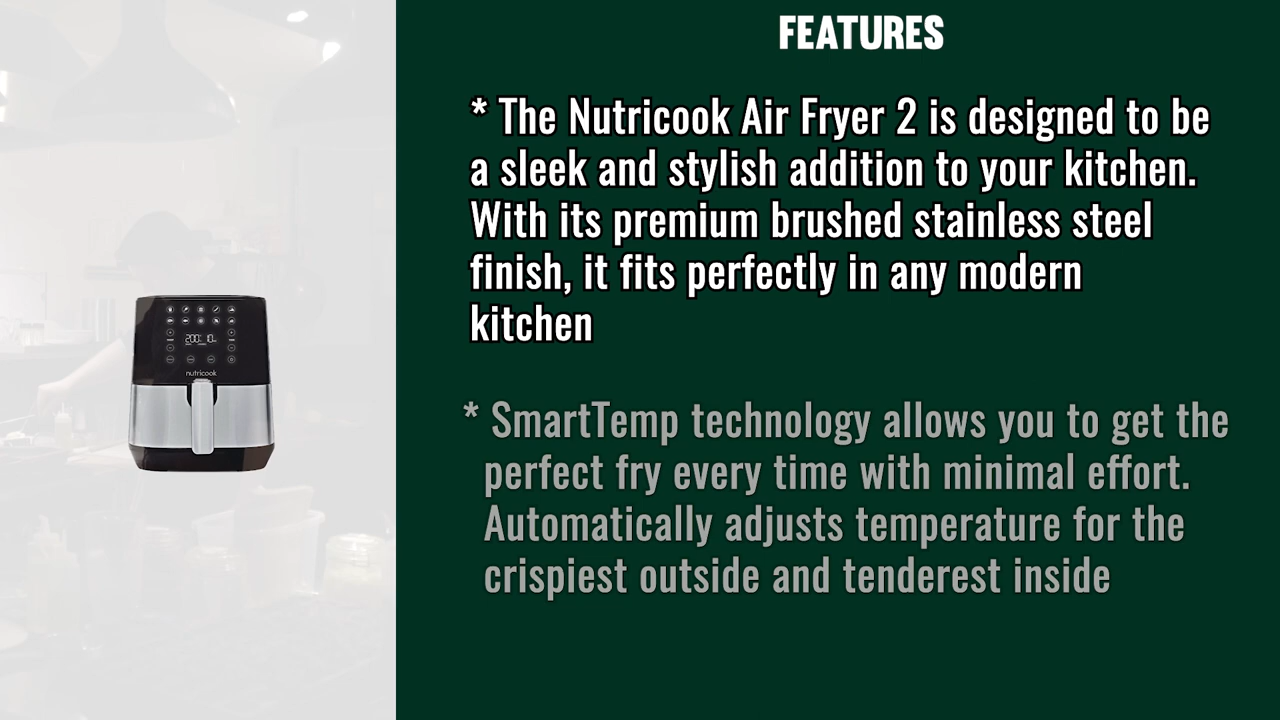 FEATURES
* The Nutricook Air Fryer 2 is designed to be
a sleek and stylish addition to your kitchen.
With its premium brushed stainless steel
finish, it fits perfectly in any modern
kitchen
* SmartTemp technology allows you to get the
perfect fry every time with minimal effort.
Automatically adjusts temperature for the
crispiest outside and tenderest inside
nutricook